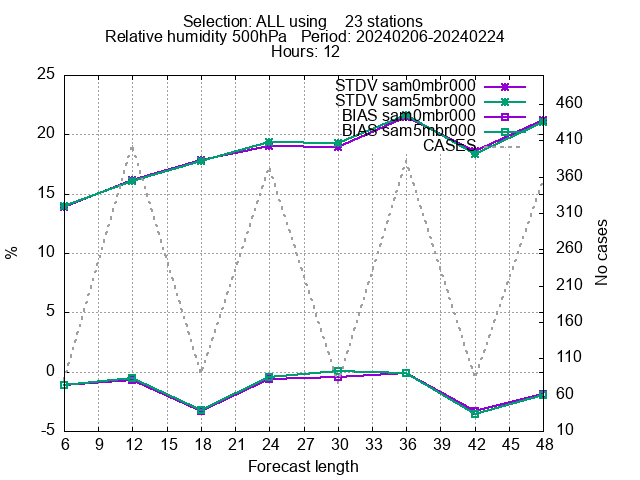 Selection: ALL using    23 stations
Relative humidity 500hPa   Period: 20240206-20240224
Hours: 12
STDV sam0mbr000
STDV sam5mbr000
BIAS sam0mbr000
BIAS sam5mbr000
CASES
25
20
15
10
5
0
-5
%
460
410
360
310
260
210
160
110
60
10
No cases
6 9 12 15 18 21 24 27 30 33 36 39 42 45 48
Forecast length